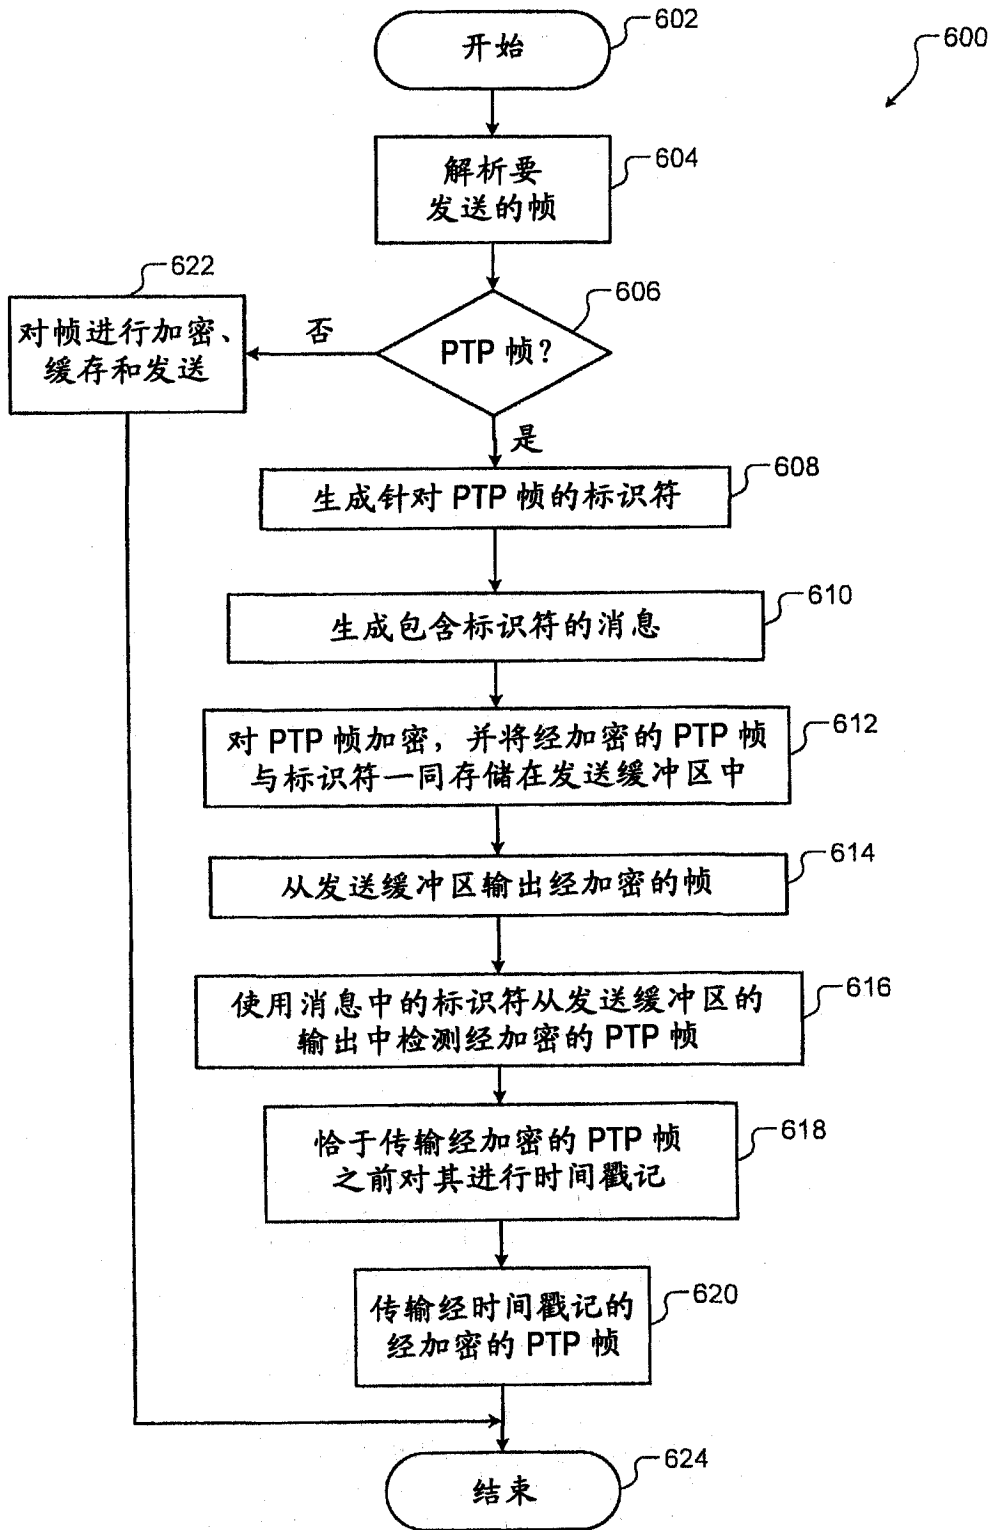 602
开始
600
604
解析要
发送的帧
622
606
对帧进行加密、
缓存和发送
否
PTP 帧?
是
608
生成针对 PTP 帧的标识符
610
生成包含标识符的消息
612
对 PTP 帧加密，并将经加密的 PTP 帧
与标识符一同存储在发送缓冲区中
614
从发送缓冲区输出经加密的帧
616
使用消息中的标识符从发送缓冲区的
输出中检测经加密的 PTP 帧
618
恰于传输经加密的 PTP 帧
之前对其进行时间戳记
620
传输经时间戳记的
经加密的 PTP 帧
624
结束